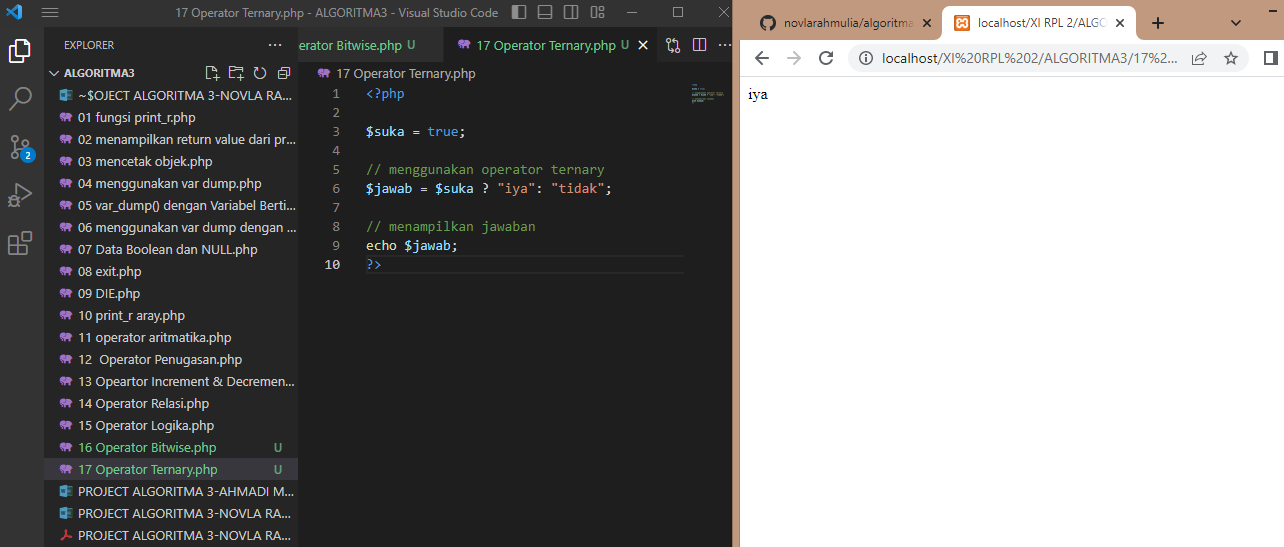 17 Operator Ternary.php - ALGORITMA3 - Visual Studio Code
EXPLORER
ALGORITMA3
~$OJECT ALGORITMA 3-NOVLA RA...
01 fungsi print_r.php
02 menampilkan return value dari pr...
03 mencetak objek.php
04 menggunakan var dump.php
05 var_dump() dengan Variabel Berti...
06 menggunakan var dump dengan ...
07 Data Boolean dan NULL.php
08 exit.php
09 DIE.php
10 print_r aray.php
11 operator aritmatika.php
12  Operator Penugasan.php
13 Opeartor Increment & Decremen...
14 Operator Relasi.php
15 Operator Logika.php
16 Operator Bitwise.php U
17 Operator Ternary.php U
PROJECT ALGORITMA 3-AHMADI M...
PROJECT ALGORITMA 3-NOVLA RA...
PROJECT ALGORITMA 3-NOVLA RA...
2
erator Bitwise.php U
17 Operator Ternary.php U
17 Operator Ternary.php
1 <?php
2
3 $suka = true;
4
5 // menggunakan operator ternary
6 $jawab = $suka ? "iya": "tidak";
7
8 // menampilkan jawaban
9 echo $jawab;
10 ?>
novlarahmulia/algoritma
localhost/XI RPL 2/ALGO
localhost/XI%20RPL%202/ALGORITMA3/17%2...
iya